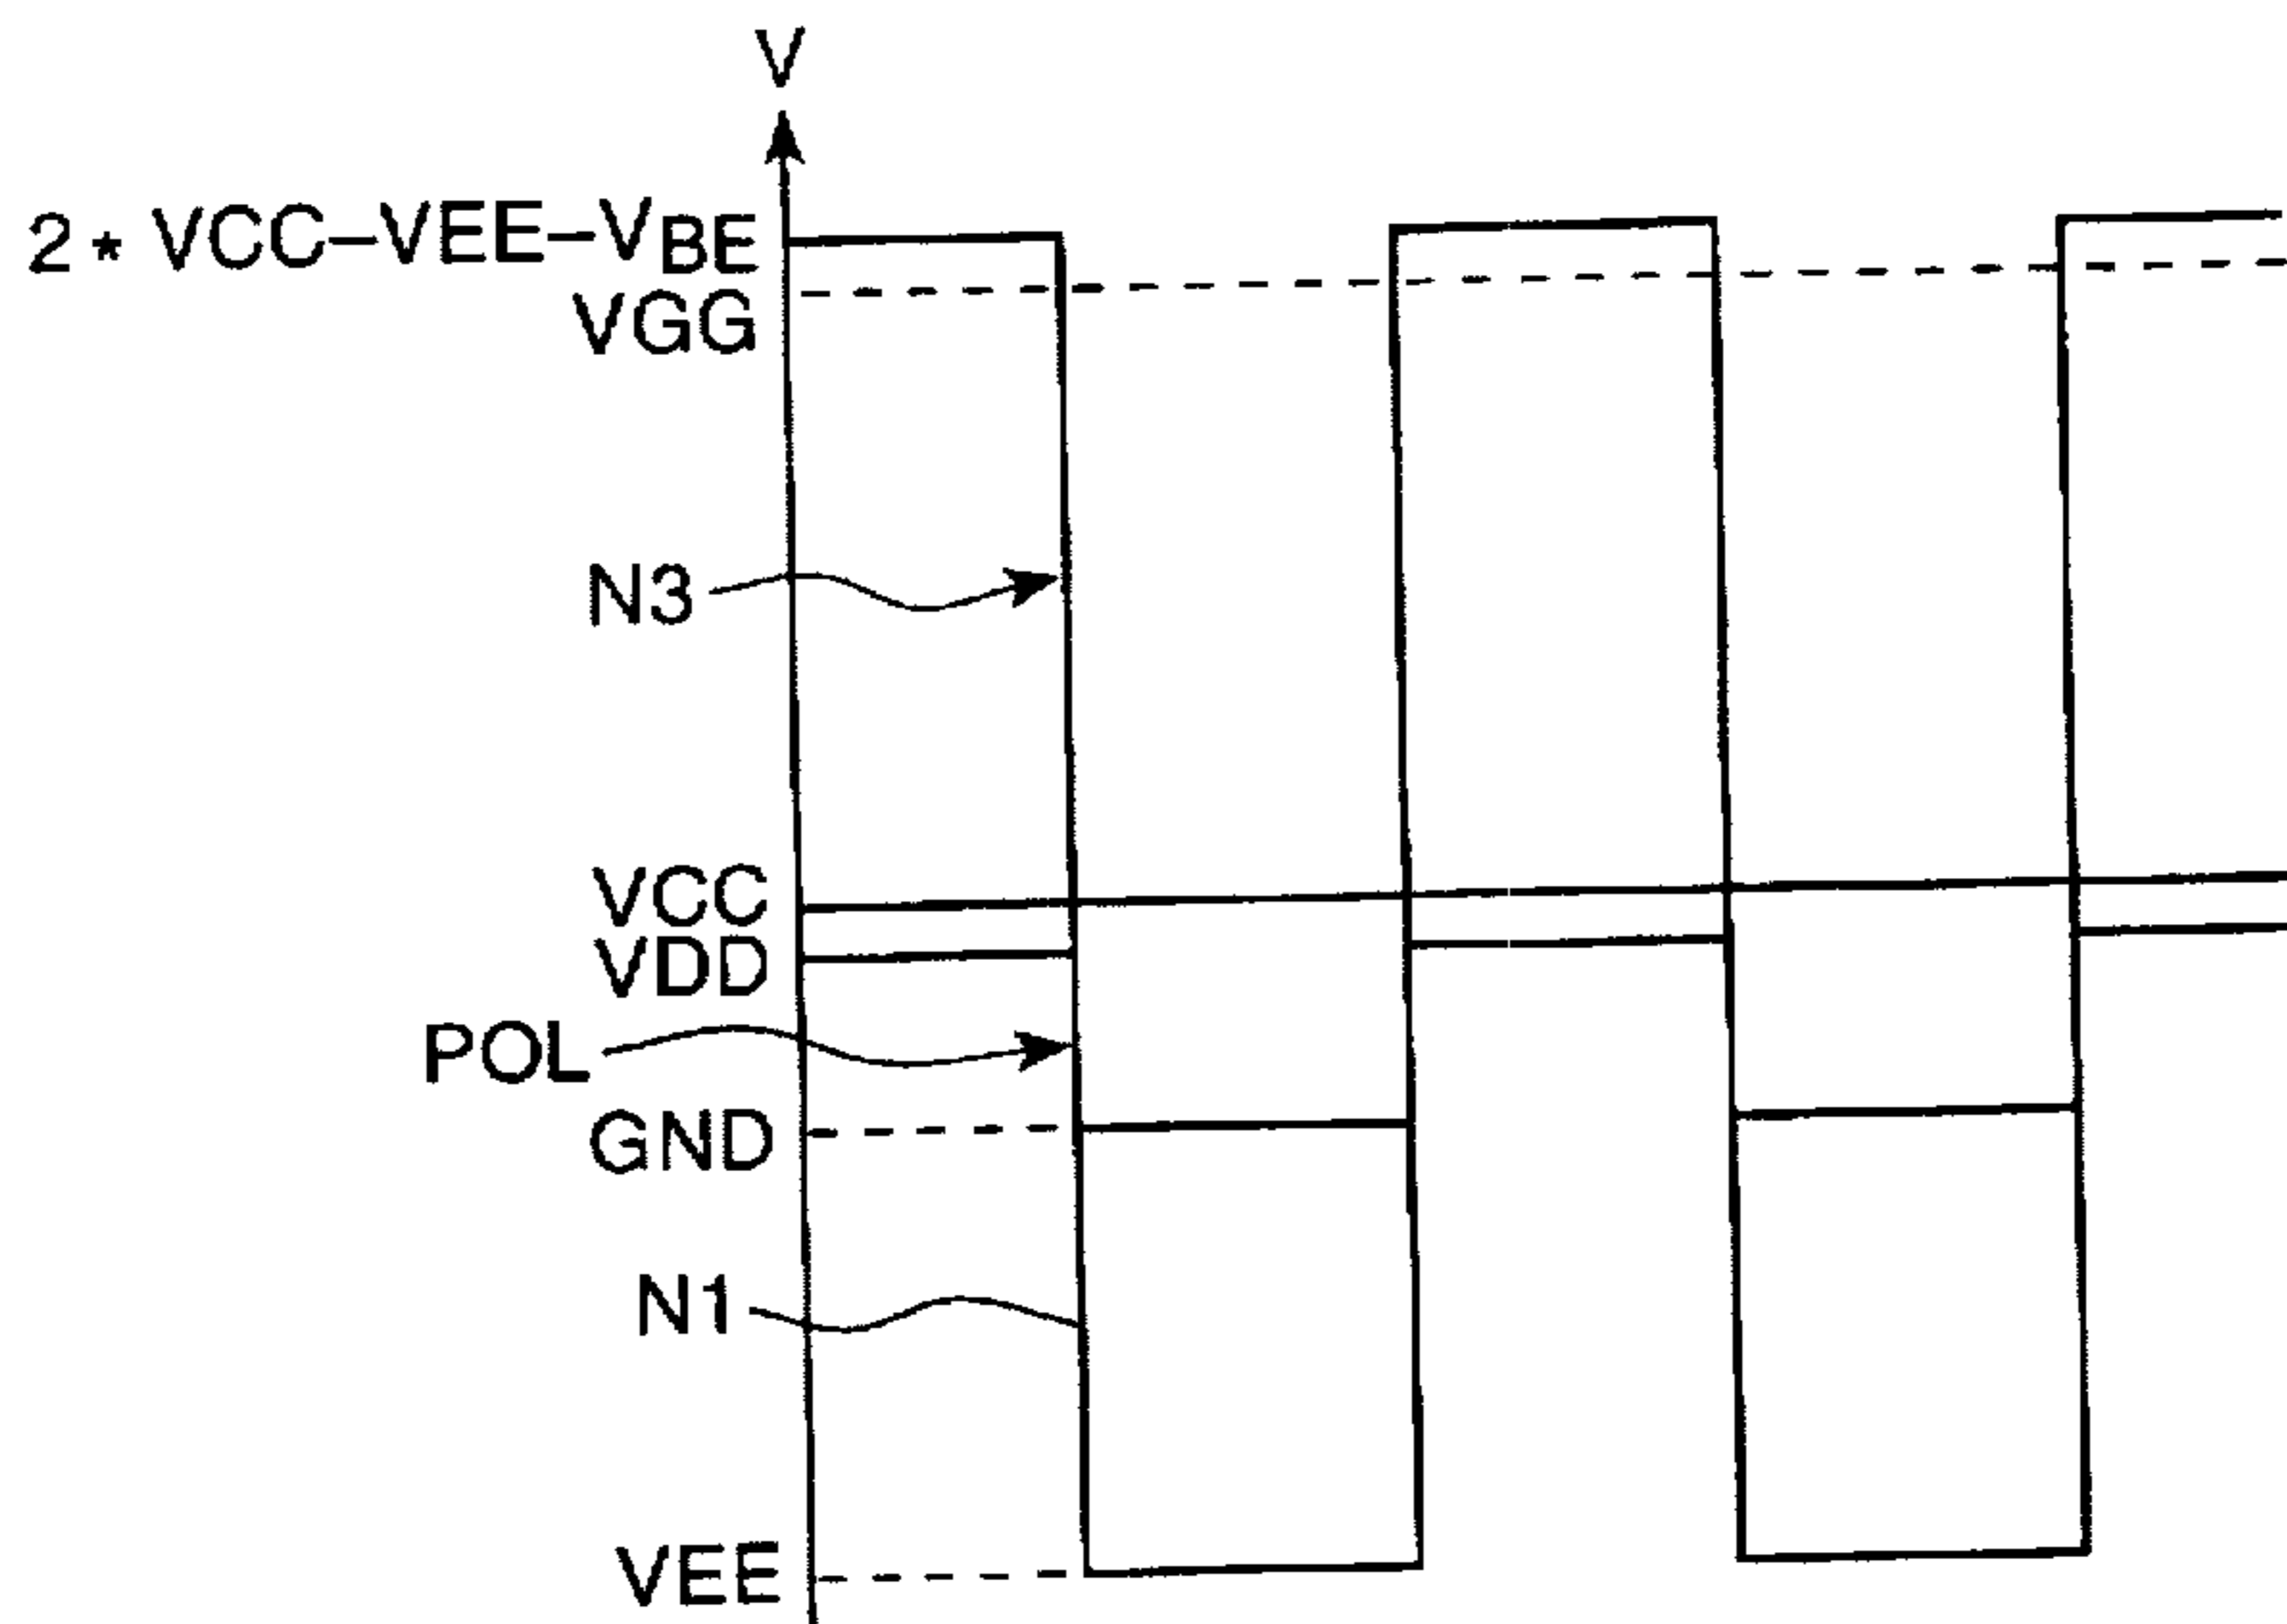 V
2*VCC-VEE-VBE
VGG
N3
VCC
VDD
POL
GND
N1
VEE